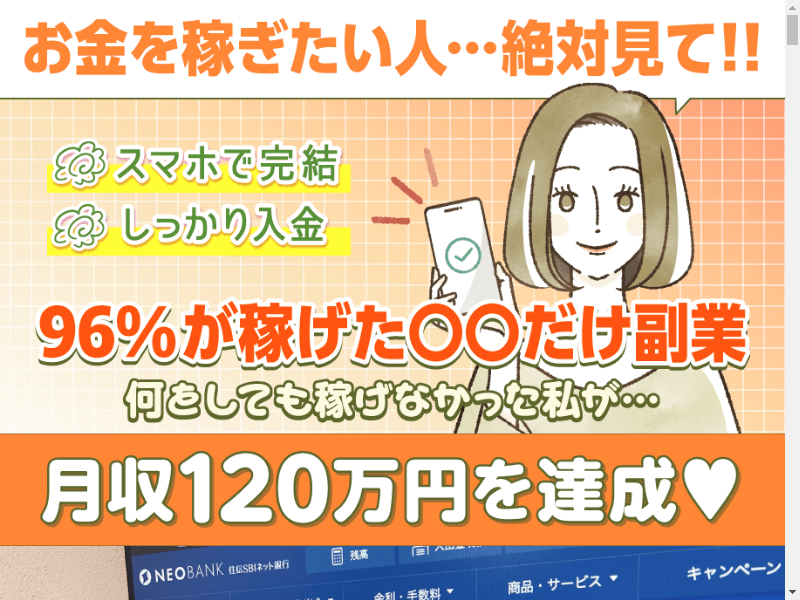 お金を稼ぎたい人…絶対見て!!
スマホで完結
しっかり入金
96%が稼げた〇〇だけ副業
何をしても稼げなかった私が…
月収120万円を達成♥
NEOBANK 住信SBIネット銀行
残高
金利・手数料
商品・サービス
キャンペーン